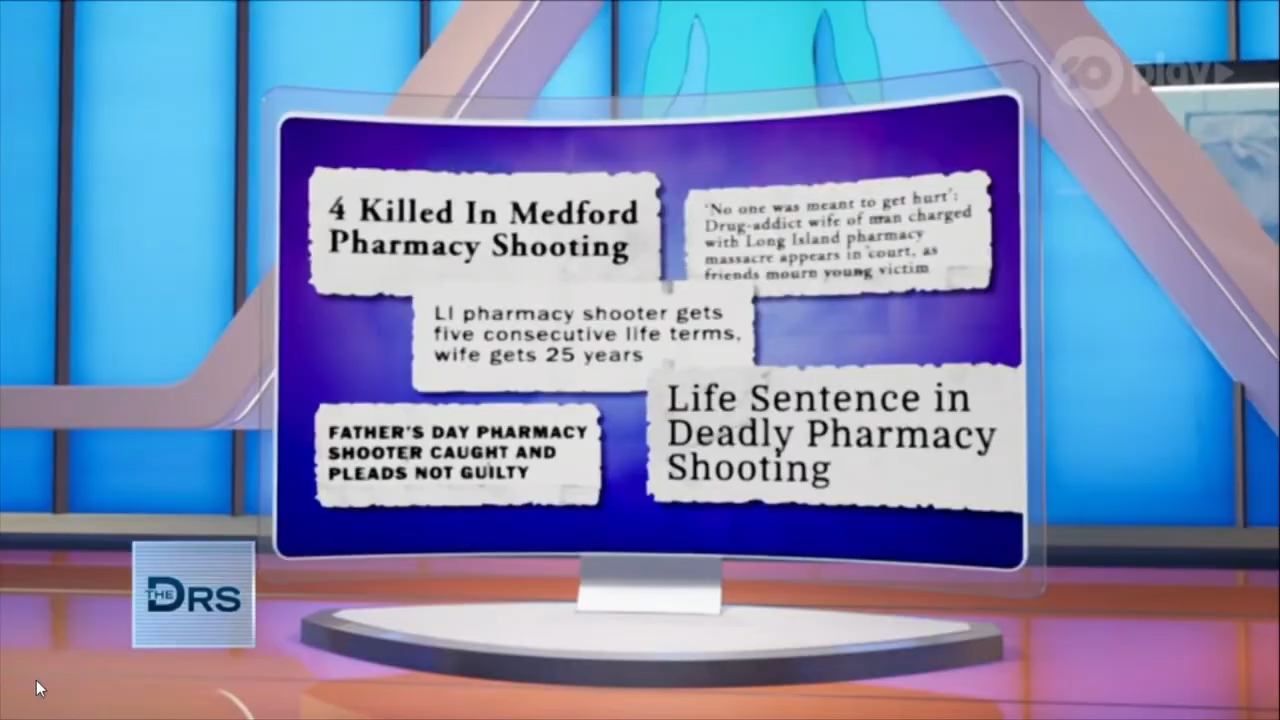 10 play
4 Killed In Medford
Pharmacy Shooting
'No one was meant to get hurt':
Drug-addict wife of man charged
with Long Island pharmacy
massacre appears in court, as
friends mourn young victim
LI pharmacy shooter gets
five consecutive life terms,
wife gets 25 years
Life Sentence in
Deadly Pharmacy
Shooting
FATHER'S DAY PHARMACY
SHOOTER CAUGHT AND
PLEADS NOT GUILTY
THE DRS